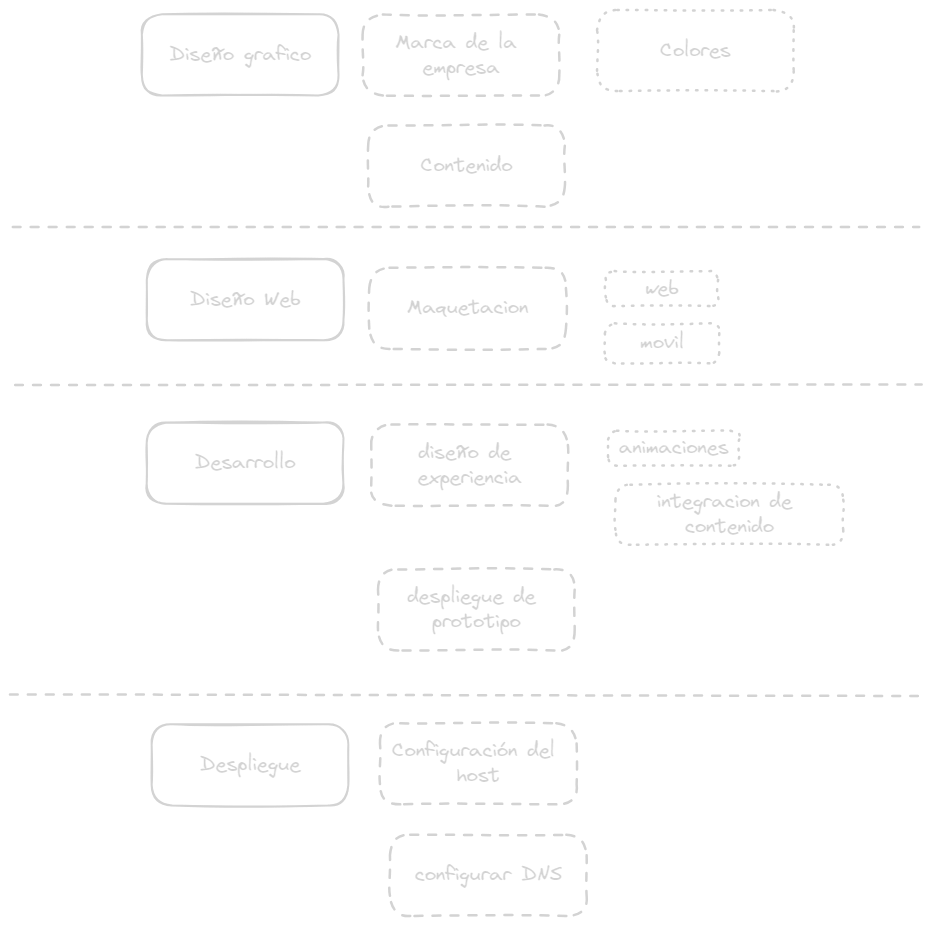 Diseño grafico
Marca de la
empresa
Colores
Contenido
Diseño Web
Maquetacion
web
movil
Desarrollo
diseño de
experiencia
animaciones
integracion de
contenido
despliegue de
prototipo
Despliegue
Configuración del
host
configurar DNS